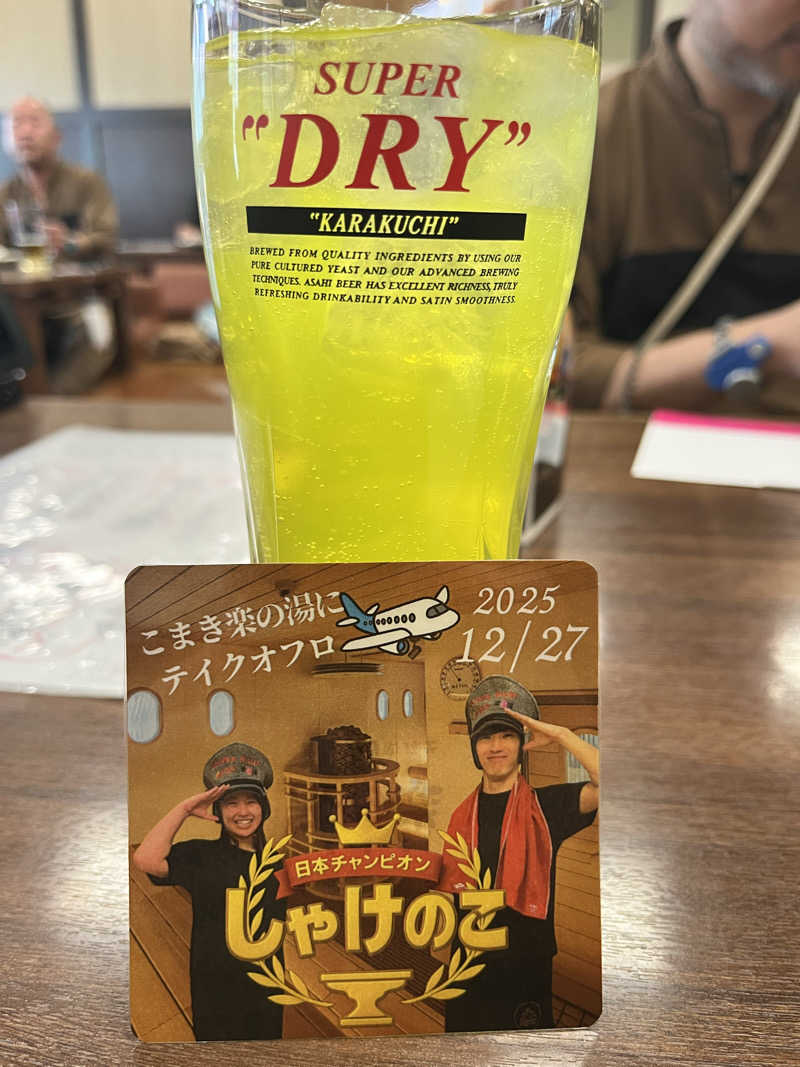 SUPER
“DRY”
“KARAKUCHI”
BREWED FROM QUALITY INGREDIENTS BY USING OUR
PURE CULTURED YEAST AND OUR ADVANCED BREWING
TECHNIQUES. ASAHI BEER HAS EXCELLENT RICHNESS, TRULY
REFRESHING DRINKABILITY AND SATIN SMOOTHNESS.
こまき楽の湯に
テイクオフロ
2025
12/27
日本チャンピオン
しゃけのこ